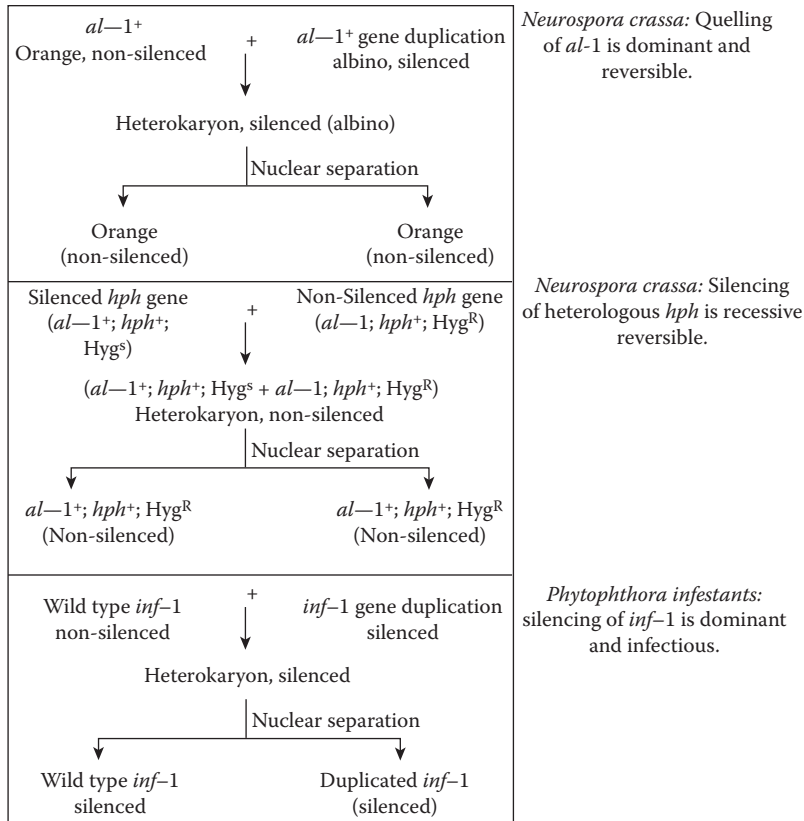 al—1⁺
Orange, non-silenced
+
al—1⁺ gene duplication
albino, silenced
Heterokaryon, silenced (albino)
Nuclear separation
Orange
(non-silenced)
Orange
(non-silenced)
Neurospora crassa: Quelling
of al-1 is dominant and
reversible.
Silenced hph gene
(al—1⁺; hph⁺;
Hygˢ)
+
Non-Silenced hph gene
(al—1; hph⁺; Hygᴿ)
(al—1⁺; hph⁺; Hygˢ + al—1; hph⁺; Hygᴿ)
Heterokaryon, non-silenced
Nuclear separation
al—1⁺; hph⁺; Hygᴿ
(Non-silenced)
al—1⁺; hph⁺; Hygᴿ
(Non-silenced)
Neurospora crassa: Silencing
of heterologous hph is recessive
reversible.
Wild type inf–1
non-silenced
+
inf–1 gene duplication
silenced
Heterokaryon, silenced
Nuclear separation
Wild type inf–1
silenced
Duplicated inf–1
(silenced)
Phytophthora infestants:
silencing of inf–1 is dominant
and infectious.